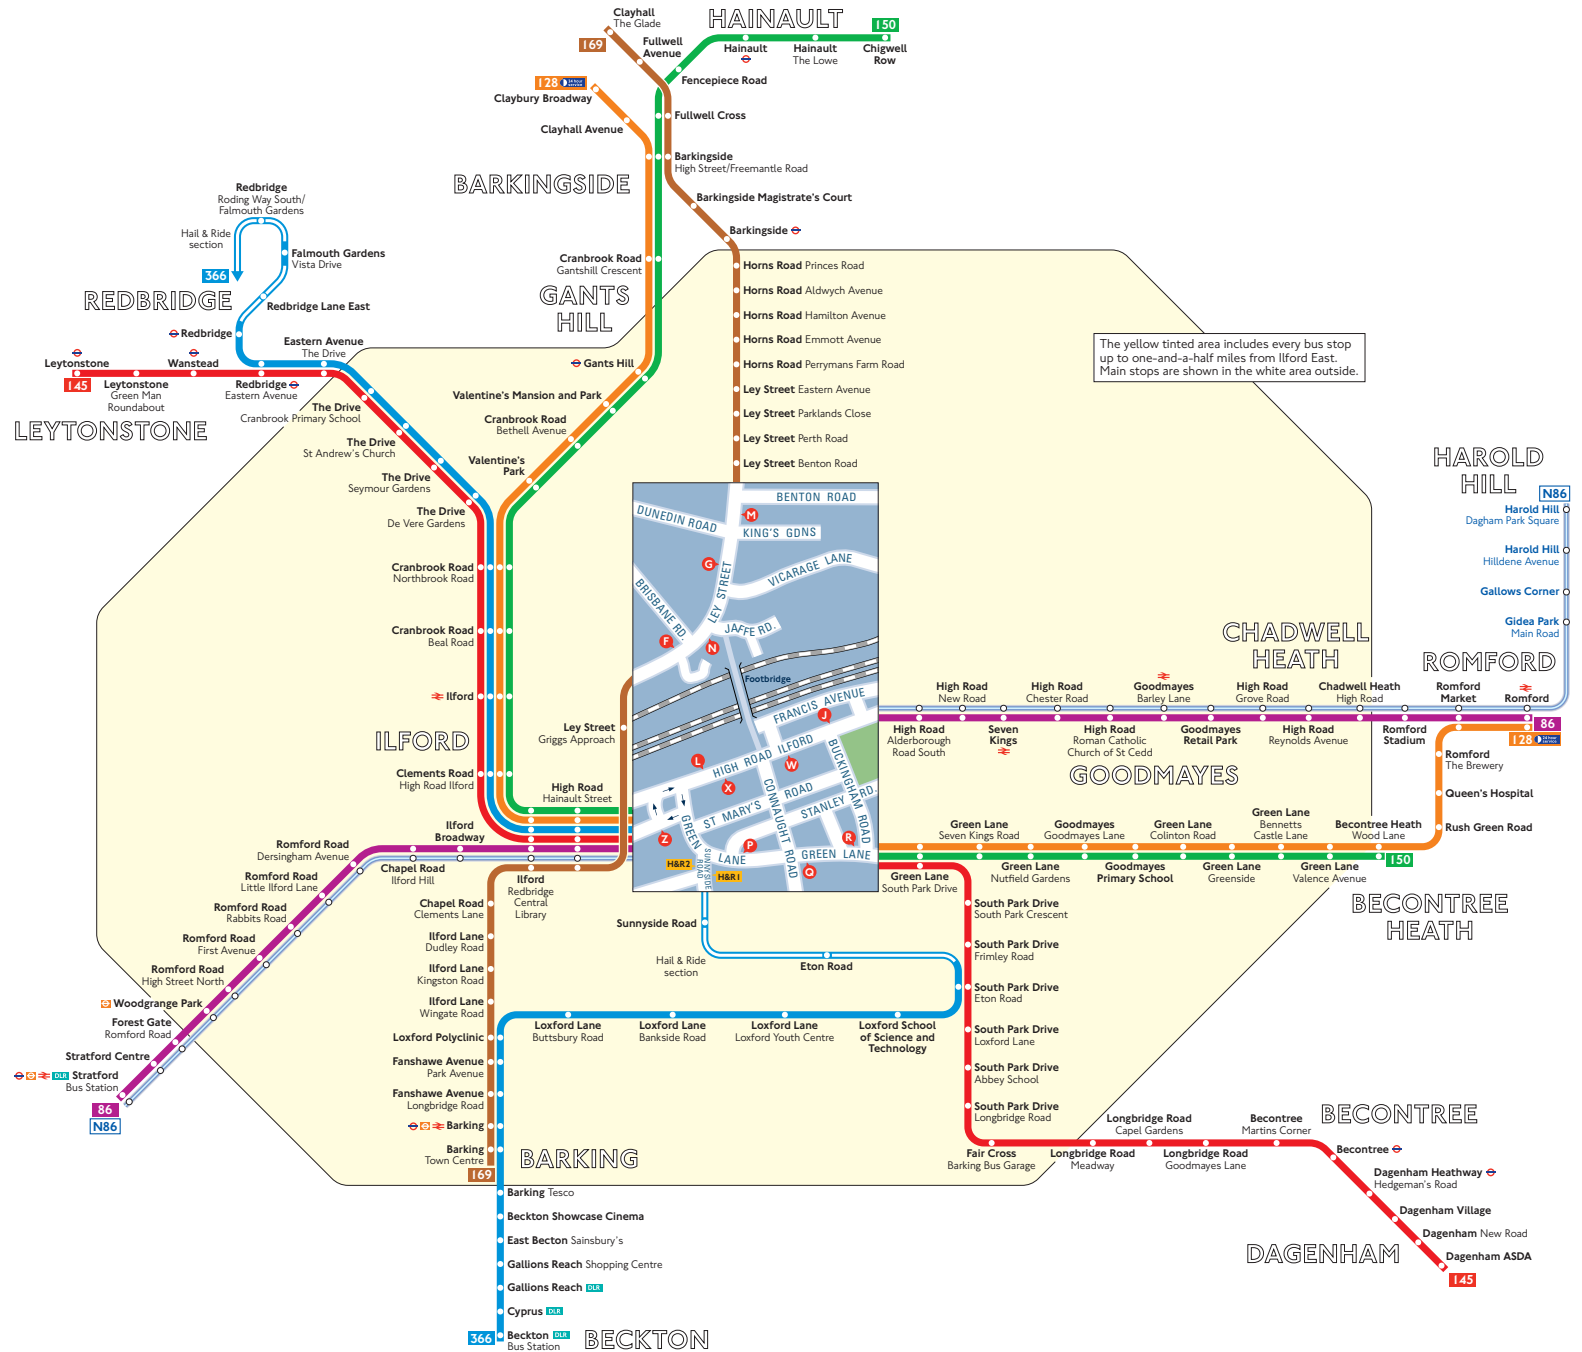 Clayhall
The Glade
169
Fullwell
Avenue
HAINAULT
150
Hainault
Hainault
The Lowe
Chigwell
Row
Fencepiece Road
128
24 hour
service
Claybury Broadway
Clayhall Avenue
Fullwell Cross
Barkingside
High Street/Freemantle Road
BARKINGSIDE
Barkingside Magistrate's Court
Barkingside
Redbridge
Roding Way South/
Falmouth Gardens
Hail & Ride
section
Falmouth Gardens
Vista Drive
366
REDBRIDGE
Redbridge Lane East
Redbridge
Eastern Avenue
The Drive
Leytonstone
145
Leytonstone
Green Man
Roundabout
Wanstead
Redbridge
Eastern Avenue
LEYTONSTONE
Cranbrook Road
Gantshill Crescent
GANTS
HILL
Gants Hill
Valentine's Mansion and Park
Cranbrook Road
Bethell Avenue
Valentine's
Park
The Drive
Cranbrook Primary School
The Drive
St Andrew's Church
The Drive
Seymour Gardens
The Drive
De Vere Gardens
Cranbrook Road
Northbrook Road
Cranbrook Road
Beal Road
Ilford
ILFORD
Clements Road
High Road Ilford
High Road
Hainault Street
Ley Street
Griggs Approach
Horns Road Princes Road
Horns Road Aldwych Avenue
Horns Road Hamilton Avenue
Horns Road Emmott Avenue
Horns Road Perrymans Farm Road
Ley Street Eastern Avenue
Ley Street Parklands Close
Ley Street Perth Road
Ley Street Benton Road
The yellow tinted area includes every bus stop
up to one-and-a-half miles from Ilford East.
Main stops are shown in the white area outside.
BENTON ROAD
DUNEDIN ROAD
M
KING'S GDNS
G
VICARAGE LANE
LEY STREET
BRISBANE RD.
JAFFE RD.
F
N
Footbridge
FRANCIS AVENUE
J
HIGH ROAD ILFORD
L
W
X
BUCKINGHAM ROAD
CONNAUGHT ROAD
ST MARY'S ROAD
STANLEY RD.
Z
GREEN LANE
P
R
GREEN LANE
Q
SUNNYSIDE
ROAD
H&R2
H&R1
HAROLD
HILL
N86
Harold Hill
Dagham Park Square
Harold Hill
Hilldene Avenue
Gallows Corner
Gidea Park
Main Road
CHADWELL
HEATH
ROMFORD
High Road
New Road
High Road
Chester Road
Goodmayes
Barley Lane
High Road
Grove Road
Chadwell Heath
High Road
Romford
Market
Romford
86
128
24 hour
service
High Road
Alderborough
Road South
Seven
Kings
High Road
Roman Catholic
Church of St Cedd
Goodmayes
Retail Park
High Road
Reynolds Avenue
Romford
Stadium
GOODMAYES
Romford
The Brewery
Queen's Hospital
Rush Green Road
Green Lane
Seven Kings Road
Goodmayes
Goodmayes Lane
Green Lane
Colinton Road
Green Lane
Bennetts
Castle Lane
Becontree Heath
Wood Lane
150
Green Lane
South Park Drive
Green Lane
Nutfield Gardens
Goodmayes
Primary School
Green Lane
Greenside
Green Lane
Valence Avenue
BECONTREE
HEATH
Ilford
Broadway
Romford Road
Dersingham Avenue
Romford Road
Little Ilford Lane
Romford Road
Rabbits Road
Romford Road
First Avenue
Romford Road
High Street North
Woodgrange Park
Forest Gate
Romford Road
Stratford Centre
DLR
Stratford
Bus Station
86
N86
Chapel Road
Ilford Hill
Ilford
Redbridge
Central
Library
Chapel Road
Clements Lane
Ilford Lane
Dudley Road
Ilford Lane
Kingston Road
Ilford Lane
Wingate Road
Loxford Polyclinic
Fanshawe Avenue
Park Avenue
Fanshawe Avenue
Longbridge Road
Barking
Barking
Town Centre
169
BARKING
Sunnyside Road
Hail & Ride
section
Eton Road
Loxford Lane
Buttsbury Road
Loxford Lane
Bankside Road
Loxford Lane
Loxford Youth Centre
Loxford School
of Science and
Technology
South Park Drive
South Park Crescent
South Park Drive
Frimley Road
South Park Drive
Eton Road
South Park Drive
Loxford Lane
South Park Drive
Abbey School
South Park Drive
Longbridge Road
Fair Cross
Barking Bus Garage
Longbridge Road
Meadway
Longbridge Road
Capel Gardens
Longbridge Road
Goodmayes Lane
Becontree
Martins Corner
BECONTREE
Becontree
Dagenham Heathway
Hedgeman's Road
Dagenham Village
Dagenham New Road
Dagenham ASDA
DAGENHAM
145
Barking Tesco
Beckton Showcase Cinema
East Becton Sainsbury's
Gallions Reach Shopping Centre
Gallions Reach DLR
Cyprus DLR
366
Beckton DLR
Bus Station
BECKTON